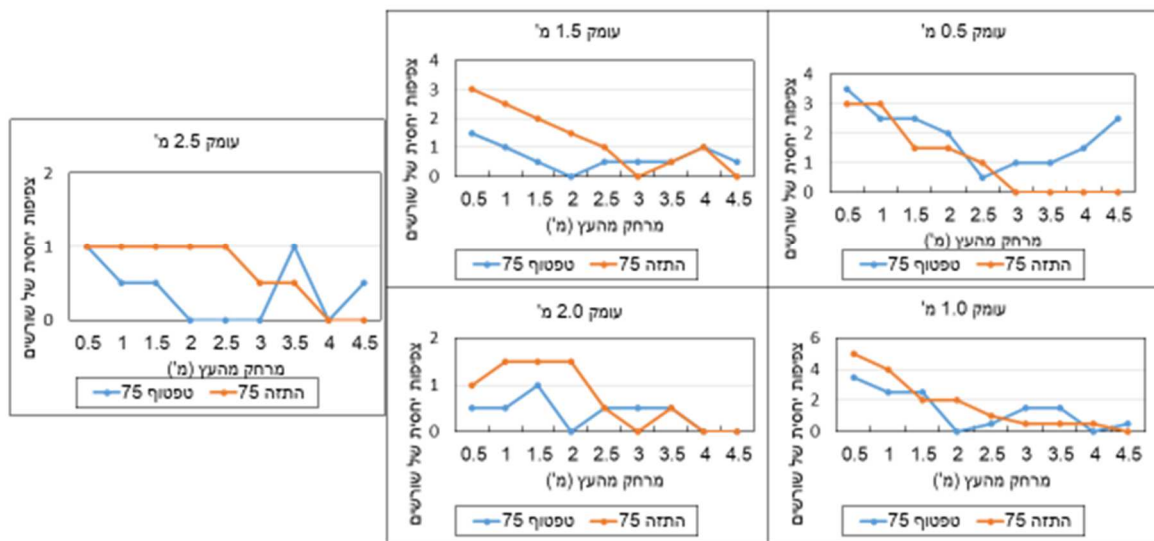 עומק 0.5 מ'
צפיפות יחסית של שורשים
4
3
2
1
0
0.5 1 1.5 2 2.5 3 3.5 4 4.5
מרחק מהעץ (מ')
טפטוף 75 התזה 75
עומק 1.5 מ'
צפיפות יחסית של שורשים
4
3
2
1
0
0.5 1 1.5 2 2.5 3 3.5 4 4.5
מרחק מהעץ (מ')
טפטוף 75 התזה 75
עומק 2.5 מ'
צפיפות יחסית של שורשים
2
1
0
0.5 1 1.5 2 2.5 3 3.5 4 4.5
מרחק מהעץ (מ')
טפטוף 75 התזה 75
עומק 1.0 מ'
צפיפות יחסית של שורשים
6
4
2
0
0.5 1 1.5 2 2.5 3 3.5 4 4.5
מרחק מהעץ (מ')
טפטוף 75 התזה 75
עומק 2.0 מ'
צפיפות יחסית של שורשים
2
1
0
0.5 1 1.5 2 2.5 3 3.5 4 4.5
מרחק מהעץ (מ')
טפטוף 75 התזה 75